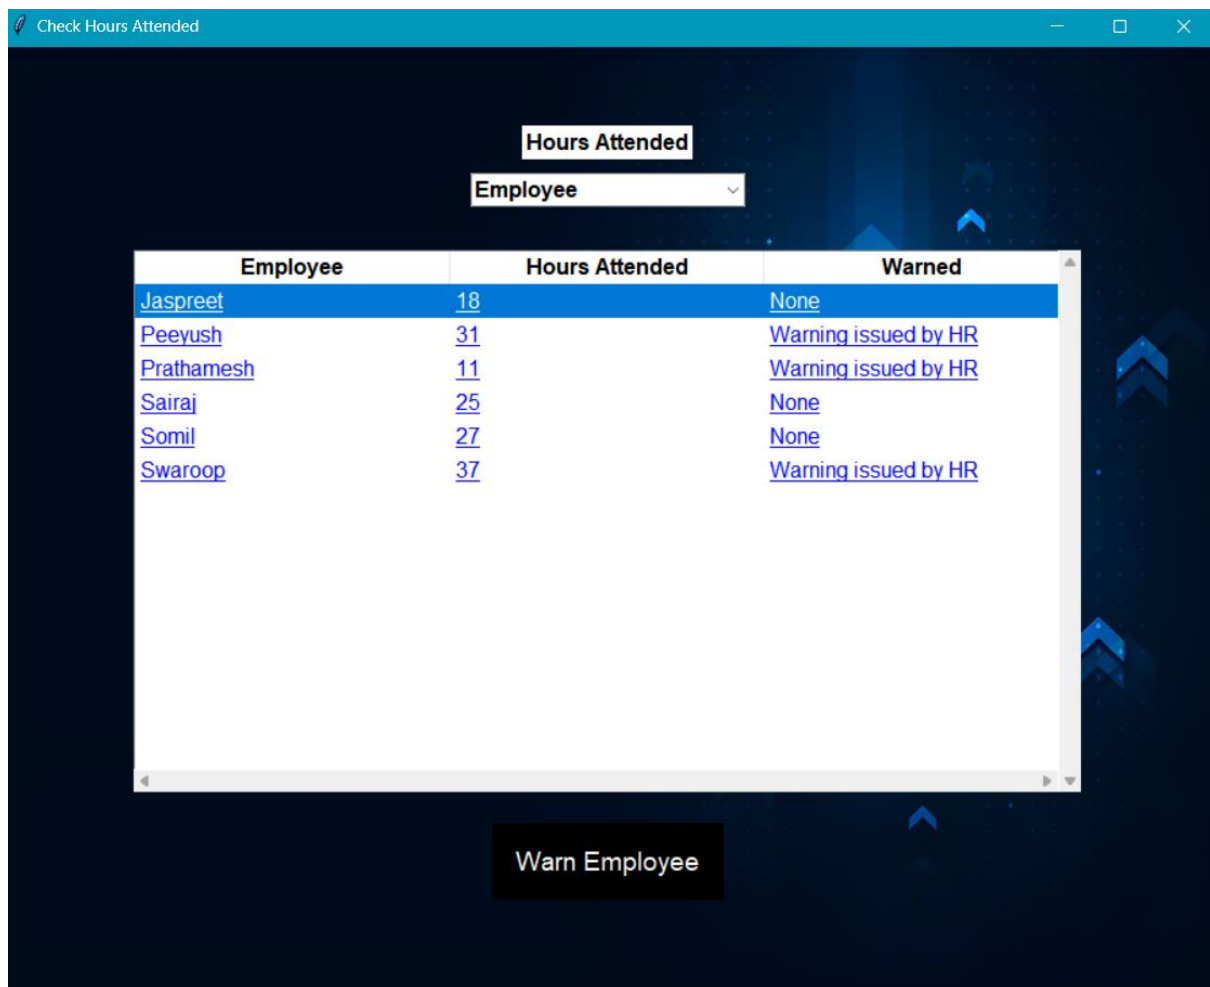 Check Hours Attended
Hours Attended
Employee
Employee Hours Attended Warned
Jaspreet 18 None
Peeyush 31 Warning issued by HR
Prathamesh 11 Warning issued by HR
Sairaj 25 None
Somil 27 None
Swaroop 37 Warning issued by HR
Warn Employee